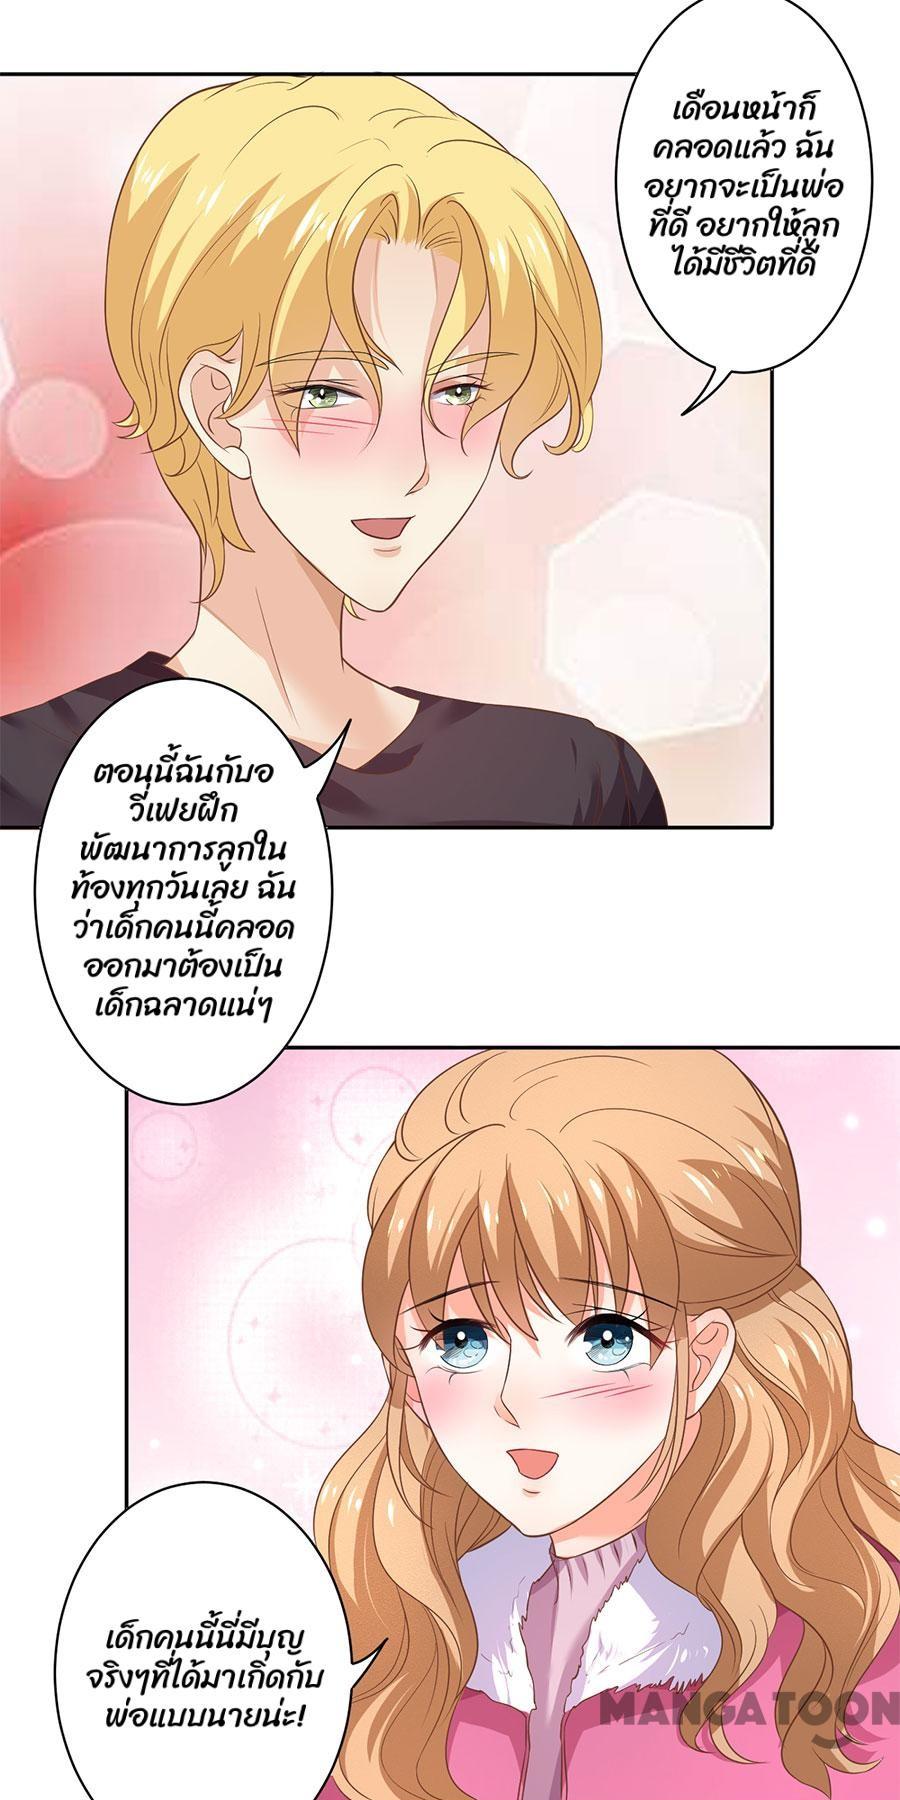 เดือนหน้าก็
คลอดแล้ว ฉัน
อยากจะเป็นพ่อ
ที่ดี อยากให้ลูก
ได้มีชีวิตที่ดี
ตอนนี้ฉันกับอ
วี่เฟยฝึก
พัฒนาการลูกใน
ท้องทุกวันเลย ฉัน
ว่าเด็กคนนี้คลอด
ออกมาต้องเป็น
เด็กฉลาดแน่ๆ
เด็กคนนี้นี่มีบุญ
จริงๆที่ได้มาเกิดกับ
พ่อแบบนายน่ะ!
MANGATOON